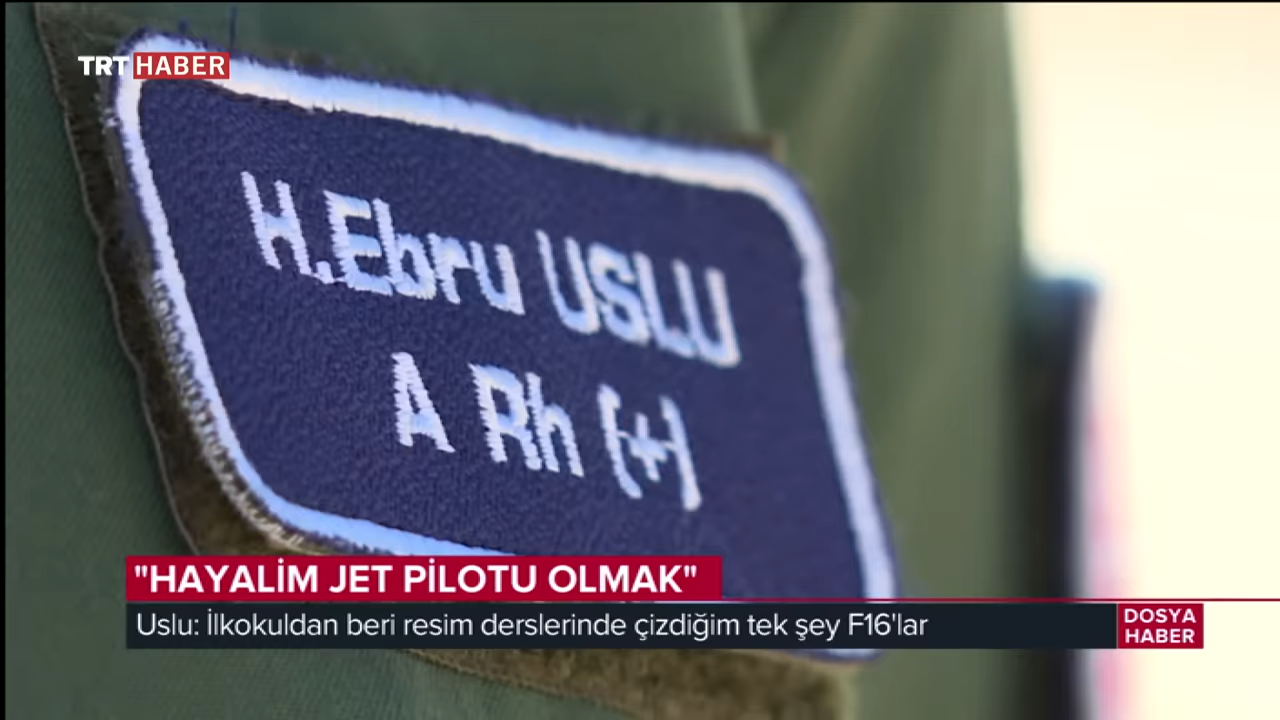 TRT HABER
H.Ebru USLU
A Rh (+)
"HAYALİM JET PİLOTU OLMAK"
Uslu: İlkokuldan beri resim derslerinde çizdiğim tek şey F16'lar
DOSYA
HABER